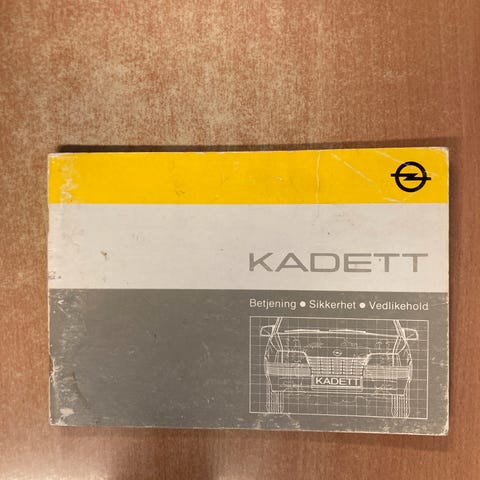 KADETT
Betjening ● Sikkerhet ● Vedlikehold
KADETT